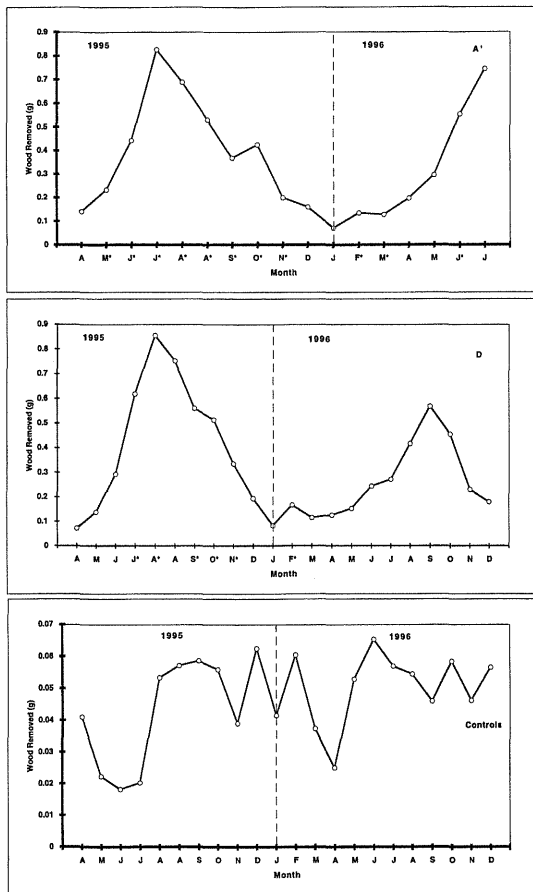 1995
1996
A'
Wood Removed (g)
0.9
0.8
0.7
0.6
0.5
0.4
0.3
0.2
0.1
0
A M* J* J* A* A* S* O* N* D J F* M* A M J* J
Month
1995
1996
D
Wood Removed (g)
0.9
0.8
0.7
0.6
0.5
0.4
0.3
0.2
0.1
0
A M J J* A* A S* O* N* D J F* M A M J J A S O N D
Month
1995
1996
Controls
Wood Removed (g)
0.07
0.06
0.05
0.04
0.03
0.02
0.01
0
A M J J A A S O N D J F M A M J J A S O N D
Month